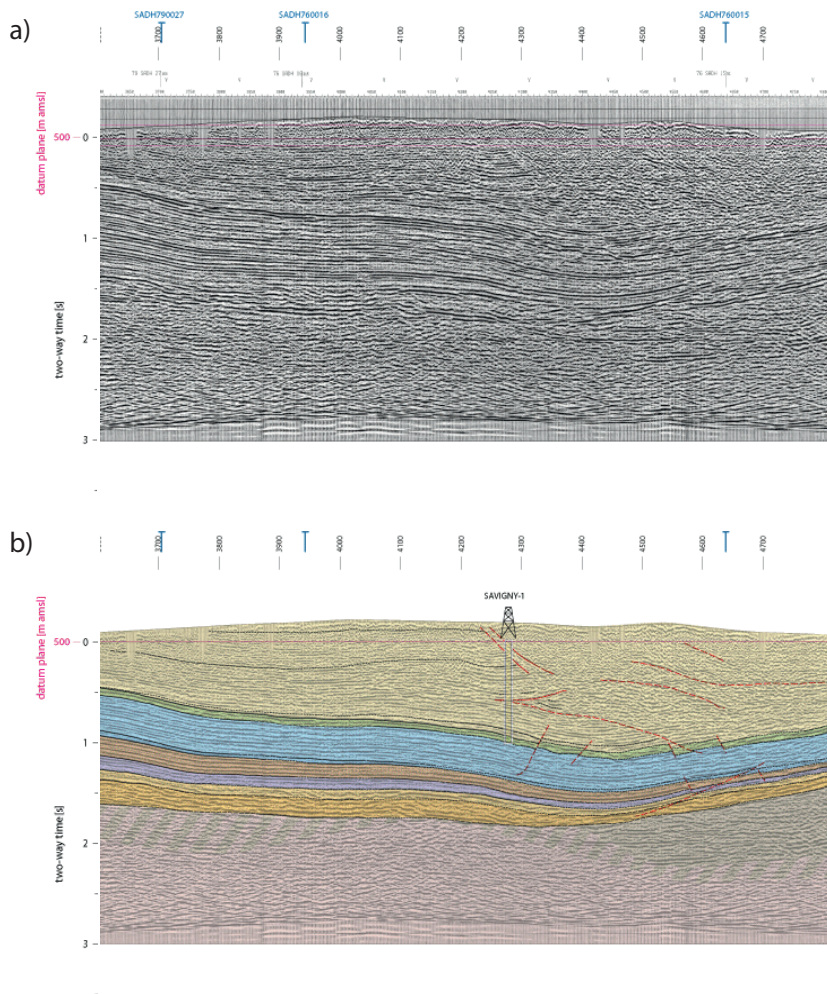 a)
SADH790027 SADH760016 SADH760015
3700 3800 3900 4000 4100 4200 4300 4400 4500 4600 4700
datum plane [m amsl]
500
0
1
two-way time [s]
2
3
b)
3700 3800 3900 4000 4100 4200 4300 4400 4500 4600 4700
SAVIGNY-1
datum plane [m amsl]
500
0
1
two-way time [s]
2
3